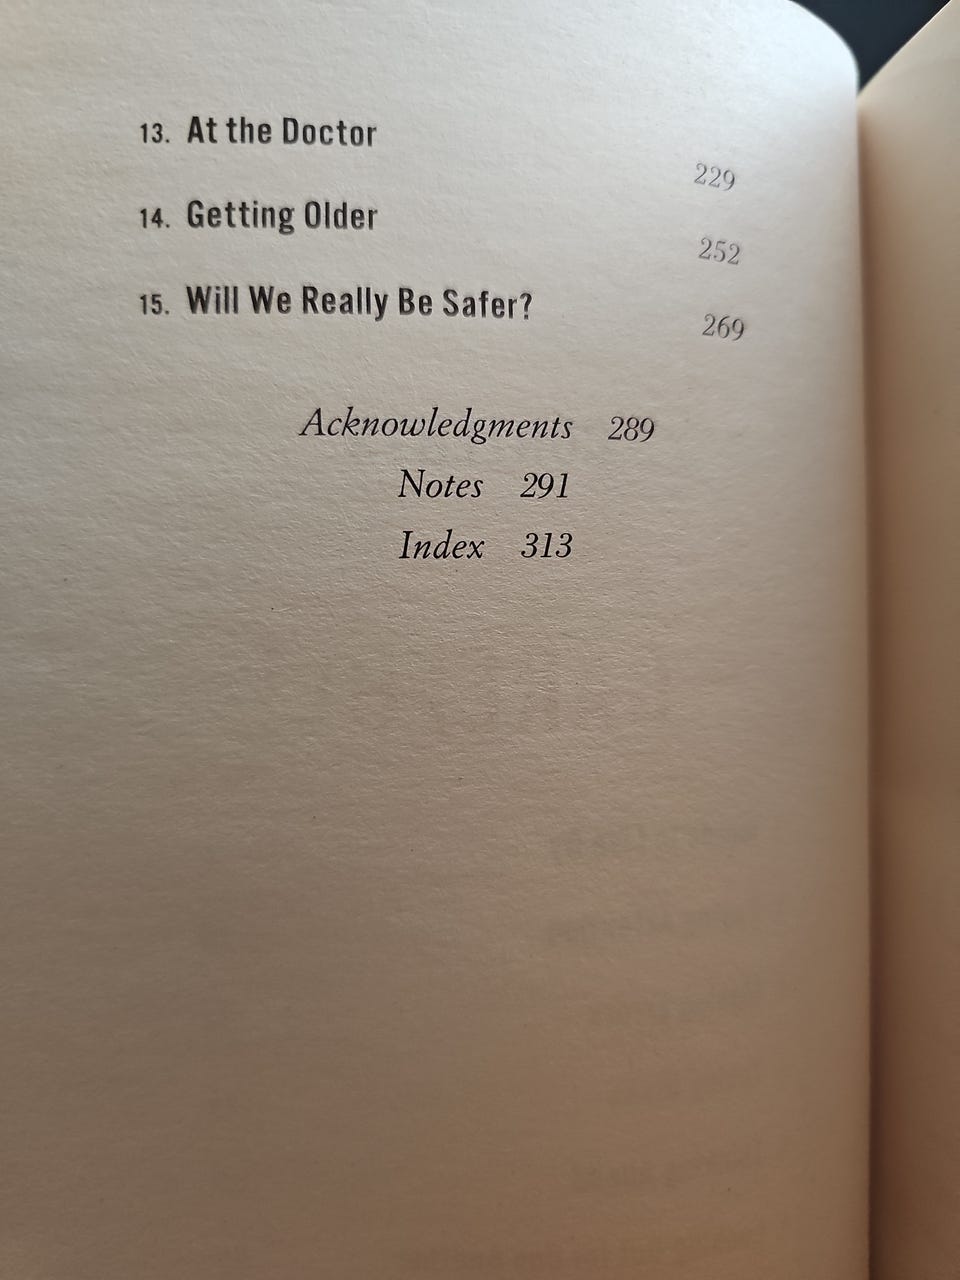 13. At the Doctor 229
14. Getting Older 252
15. Will We Really Be Safer? 269
Acknowledgments 289
Notes 291
Index 313